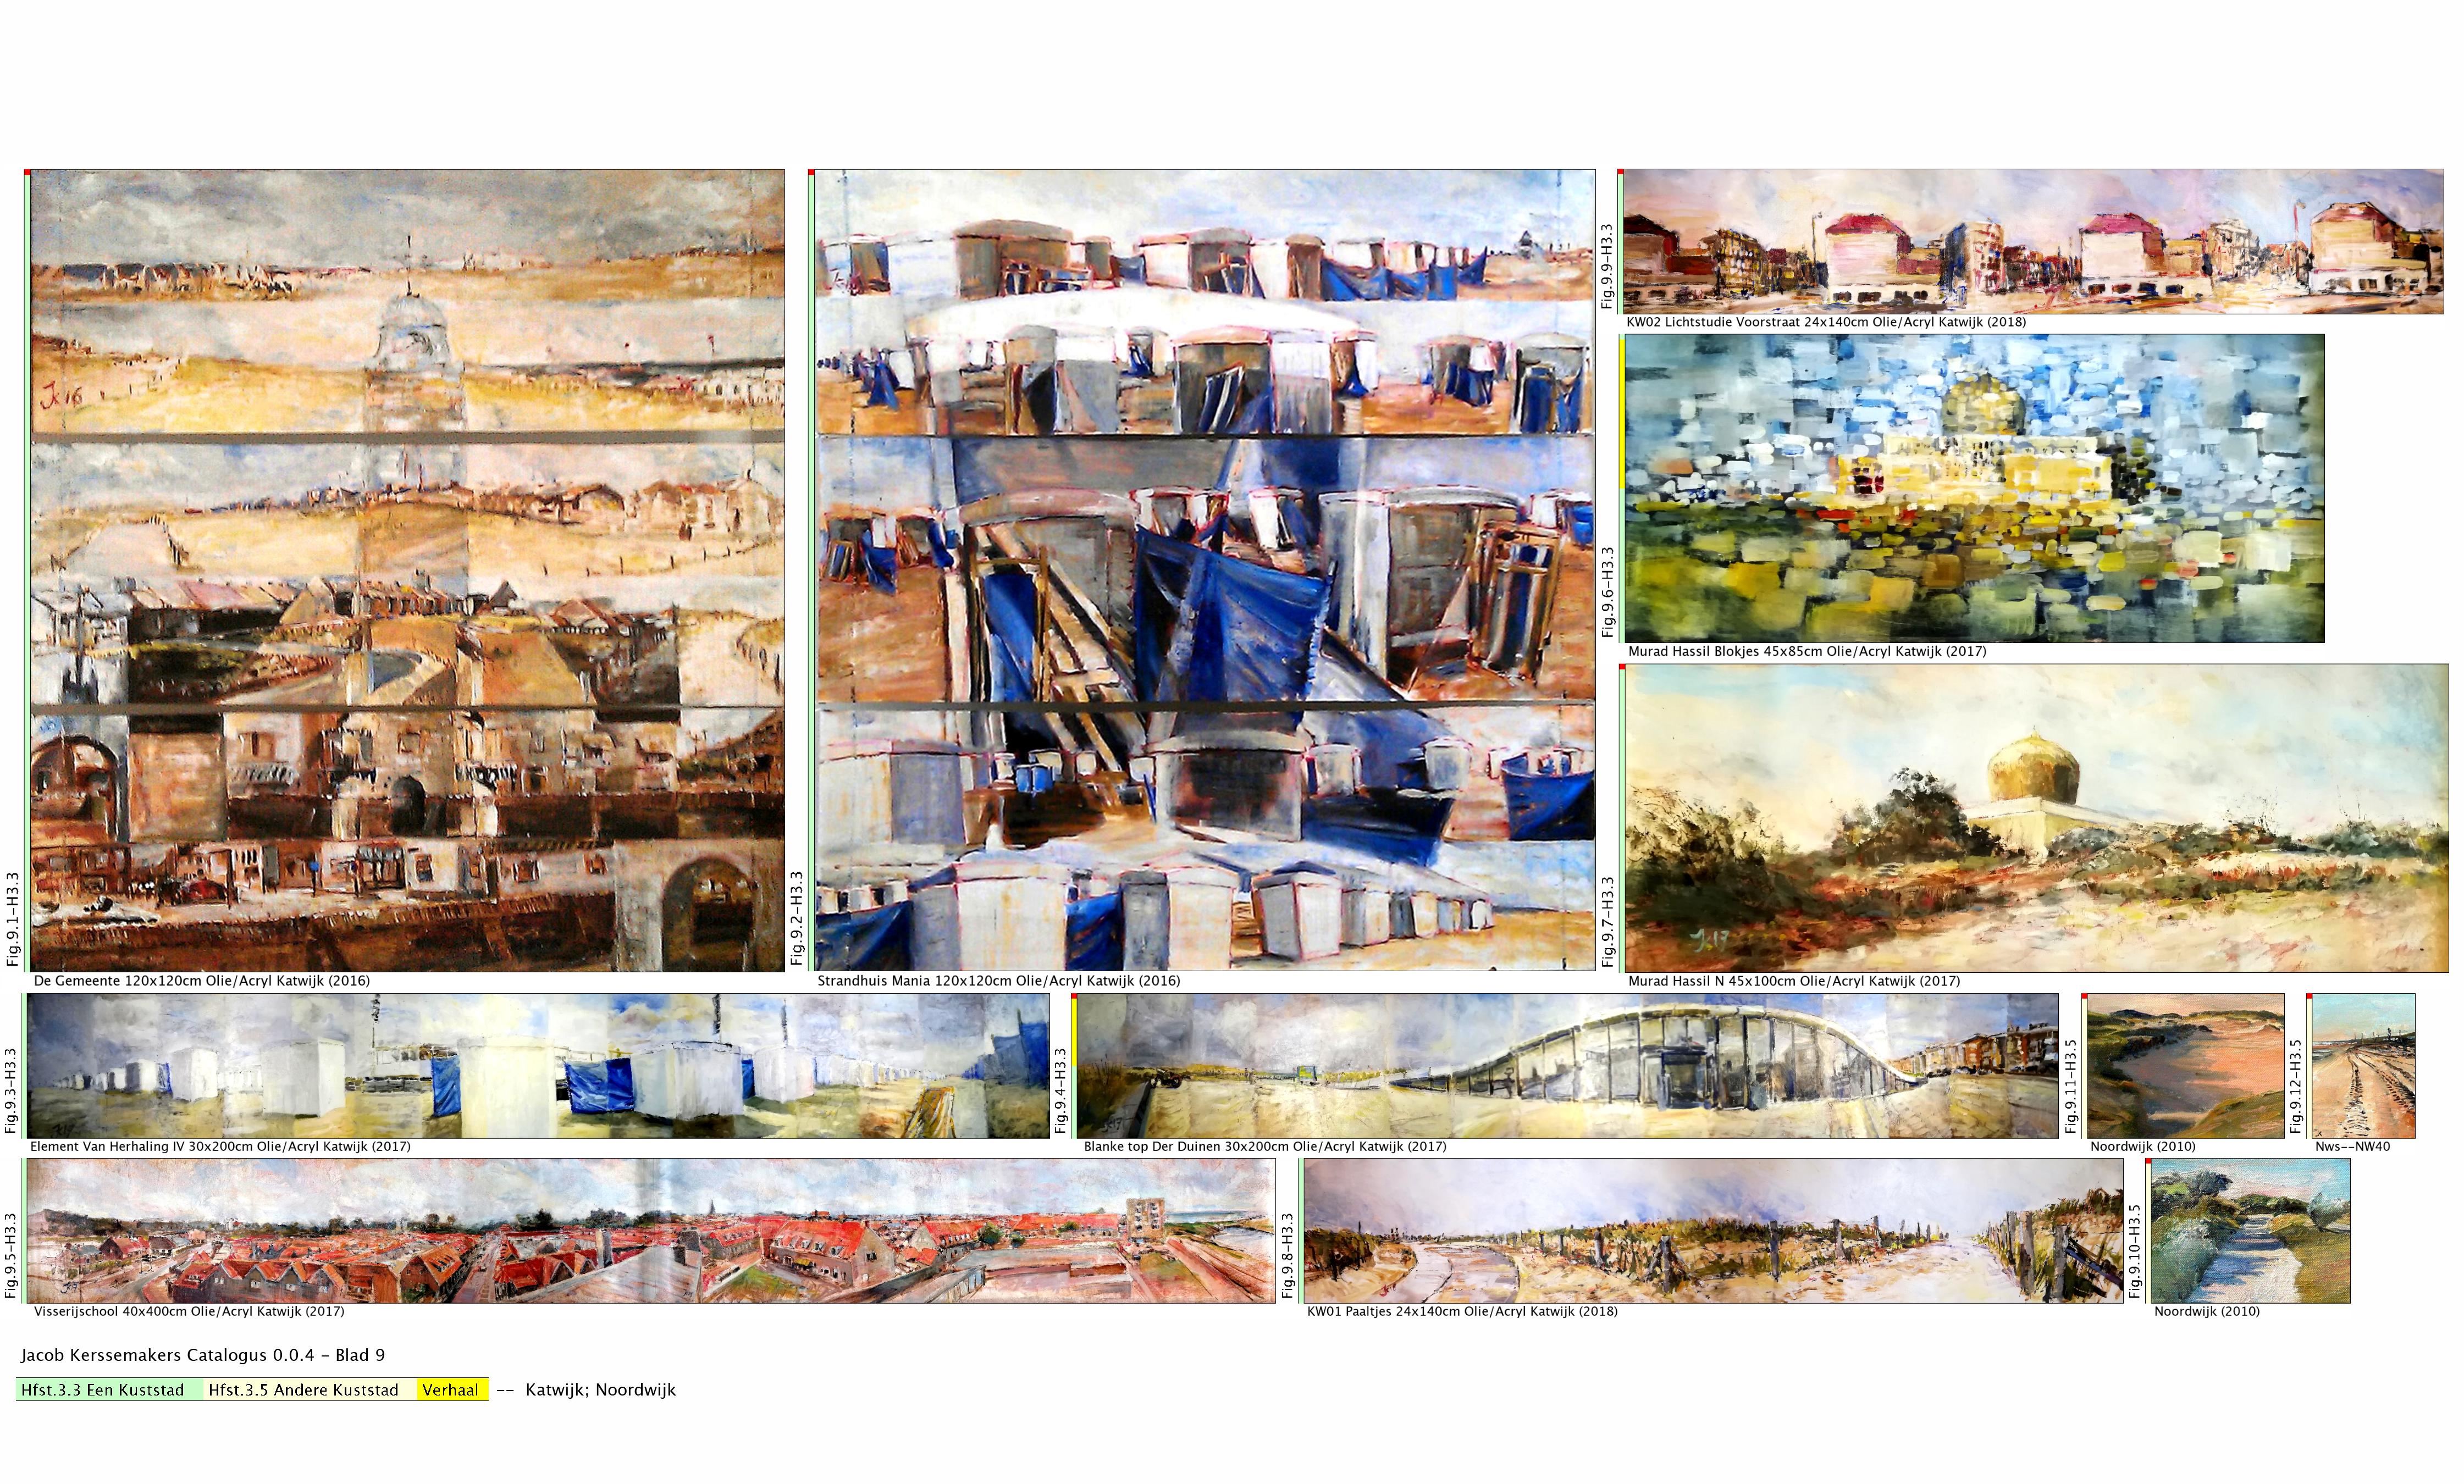 Fig.9.1-H3.3
De Gemeente 120x120cm Olie/Acryl Katwijk (2016)
Jk16
Fig.9.2-H3.3
Strandhuis Mania 120x120cm Olie/Acryl Katwijk (2016)
Fig.9.9-H3.3
KW02 Lichtstudie Voorstraat 24x140cm Olie/Acryl Katwijk (2018)
Fig.9.6-H3.3
Murad Hassil Blokjes 45x85cm Olie/Acryl Katwijk (2017)
Fig.9.7-H3.3
J.17
Murad Hassil N 45x100cm Olie/Acryl Katwijk (2017)
Fig.9.3-H3.3
Element Van Herhaling IV 30x200cm Olie/Acryl Katwijk (2017)
Fig.9.4-H3.3
Blanke top Der Duinen 30x200cm Olie/Acryl Katwijk (2017)
Fig.9.11-H3.5
Noordwijk (2010)
Fig.9.12-H3.5
Nws--NW40
Fig.9.5-H3.3
Visserijschool 40x400cm Olie/Acryl Katwijk (2017)
Fig.9.8-H3.3
KW01 Paaltjes 24x140cm Olie/Acryl Katwijk (2018)
Fig.9.10-H3.5
Noordwijk (2010)
Jacob Kerssemakers Catalogus 0.0.4 - Blad 9
Hfst.3.3 Een Kuststad Hfst.3.5 Andere Kuststad Verhaal -- Katwijk; Noordwijk